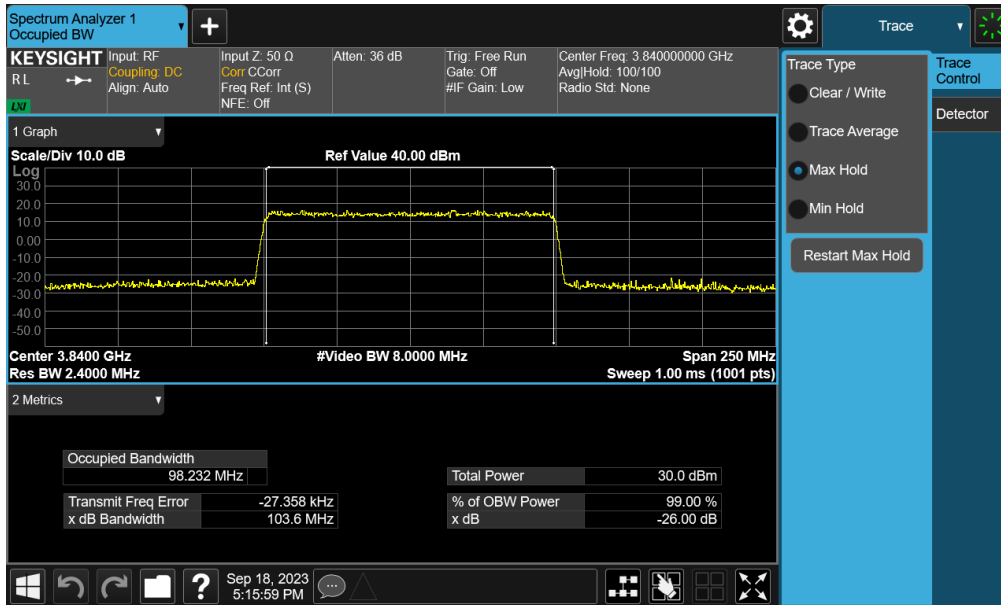 Spectrum Analyzer 1
Occupied BW
Trace
KEYSIGHT
R L
LXI
Input: RF
Coupling: DC
Align: Auto
Input Z: 50 Ω
Corr CCorr
Freq Ref: Int (S)
NFE: Off
Atten: 36 dB
Trig: Free Run
Gate: Off
#IF Gain: Low
Center Freq: 3.840000000 GHz
Avg|Hold: 100/100
Radio Std: None
Trace Type
Clear / Write
Trace Average
Max Hold
Min Hold
Restart Max Hold
Trace
Control
Detector
1 Graph
Scale/Div 10.0 dB
Ref Value 40.00 dBm
Log
30.0
20.0
10.0
0.00
-10.0
-20.0
-30.0
-40.0
-50.0
Center 3.8400 GHz
#Video BW 8.0000 MHz
Span 250 MHz
Res BW 2.4000 MHz
Sweep 1.00 ms (1001 pts)
2 Metrics
Occupied Bandwidth
98.232 MHz
Total Power 30.0 dBm
Transmit Freq Error -27.358 kHz
% of OBW Power 99.00 %
x dB Bandwidth 103.6 MHz
x dB -26.00 dB
?
Sep 18, 2023
5:15:59 PM